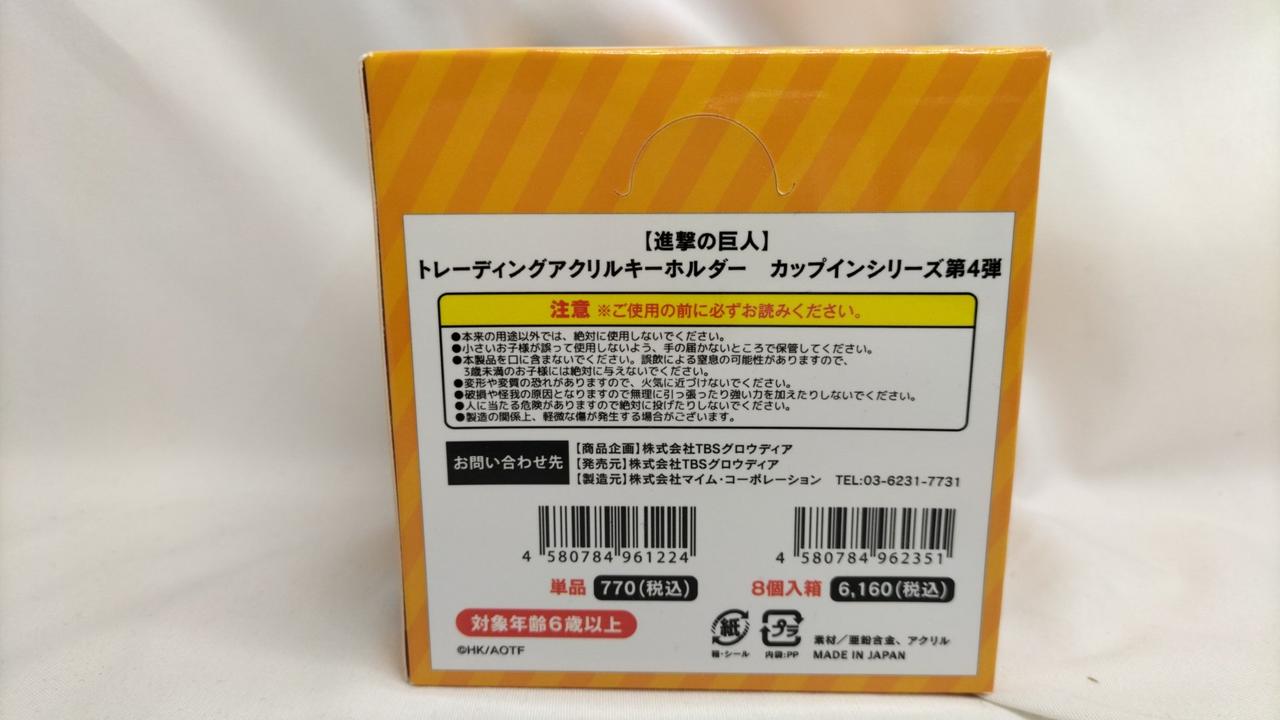 【進撃の巨人】
トレーディングアクリルキーホルダー　カップインシリーズ第4弾
注意 ※ご使用の前に必ずお読みください。
●本来の用途以外では、絶対に使用しないでください。
●小さいお子様が誤って使用しないよう、手の届かないところで保管してください。
●本製品を口に含まないでください。誤飲による窒息の可能性がありますので、
3歳未満のお子様には絶対に与えないでください。
●変形や変質の恐れがありますので、火気に近づけないでください。
●破損や怪我の原因となりますので無理に引っ張ったり強い力を加えたりしないでください。
●人に当たる危険がありますので絶対に投げたりしないでください。
●製造の関係上、軽微な傷が発生する場合がございます。
お問い合わせ先
【商品企画】株式会社TBSグロウディア
【発売元】株式会社TBSグロウディア
【製造元】株式会社マイム・コーポレーション　TEL:03-6231-7731
4 580784 961224
4 580784 962351
単品 770(税込)
8個入箱 6,160(税込)
対象年齢6歳以上
©HK/AOTF
紙
箱・シール
プラ
内袋:PP
素材/亜鉛合金、アクリル
MADE IN JAPAN